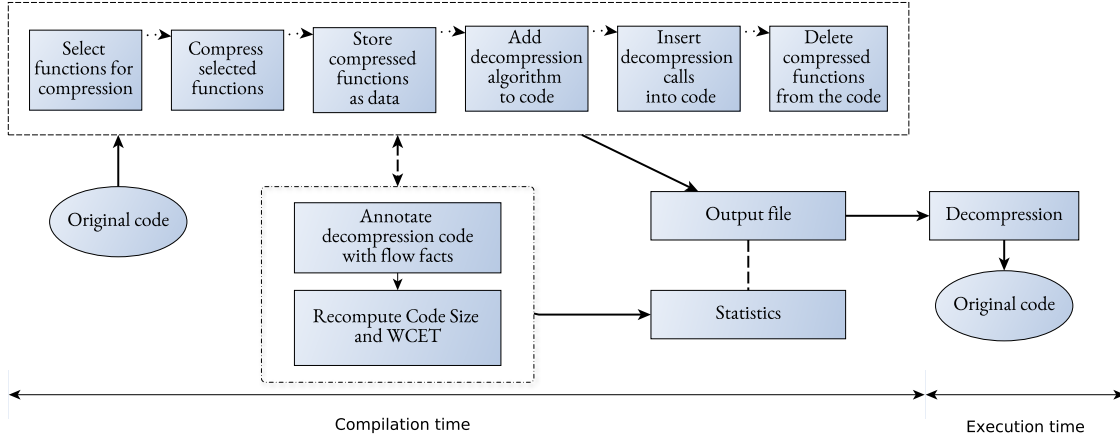 Select
functions for
compression
Compress
selected
functions
Store
compressed
functions
as data
Add
decompression
algorithm
to code
Insert
decompression
calls
into code
Delete
compressed
functions
from the code
Original code
Annotate
decompression code
with flow facts
Recompute Code Size
and WCET
Output file
Statistics
Decompression
Original code
Compilation time
Execution time